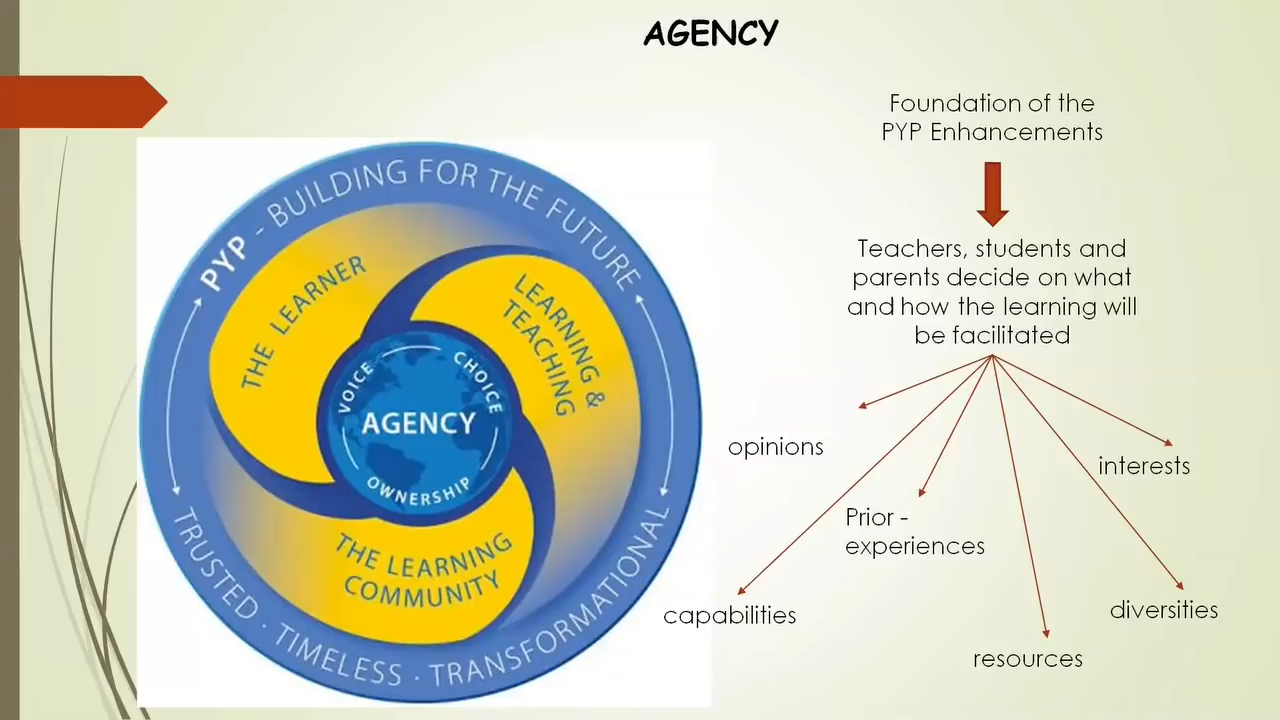 AGENCY
PYP - BUILDING FOR THE FUTURE
THE LEARNER
LEARNING &
TEACHING
VOICE
CHOICE
AGENCY
OWNERSHIP
THE LEARNING
COMMUNITY
TRUSTED · TIMELESS · TRANSFORMATIONAL
Foundation of the
PYP Enhancements
Teachers, students and
parents decide on what
and how the learning will
be facilitated
opinions
interests
Prior -
experiences
capabilities
diversities
resources